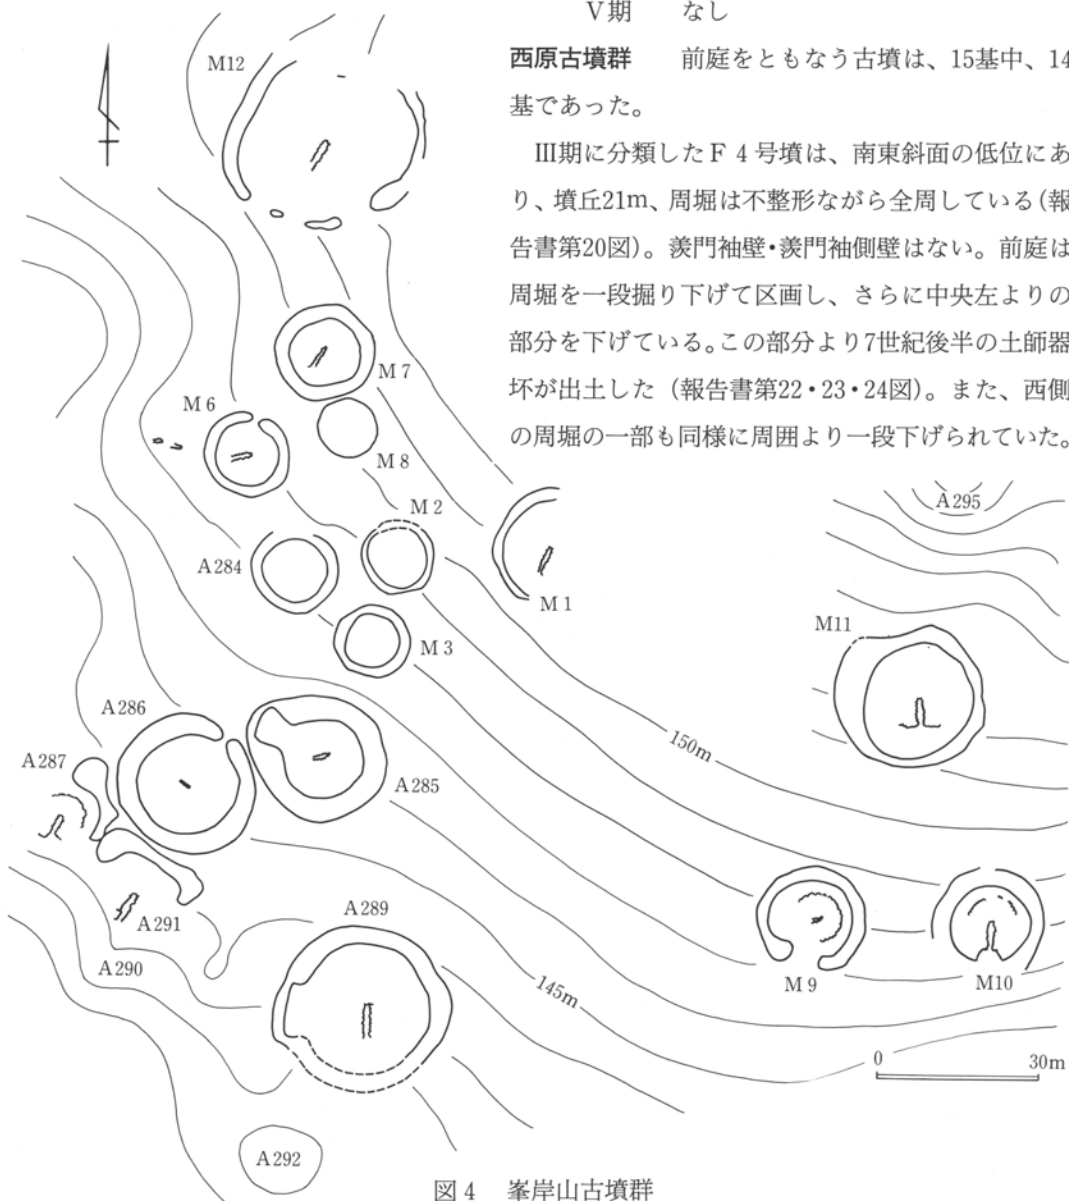 Ⅴ期 なし
西原古墳群 前庭をともなう古墳は、15基中、14
基であった。
Ⅲ期に分類したF 4号墳は、南東斜面の低位にあ
り、墳丘21m、周堀は不整形ながら全周している(報
告書第20図)。羨門袖壁・羨門袖側壁はない。前庭は
周堀を一段掘り下げて区画し、さらに中央左よりの
部分を下げている。この部分より7世紀後半の土師器
坏が出土した(報告書第22・23・24図)。また、西側
の周堀の一部も同様に周囲より一段下げられていた。
M12
M 7
M 6
M 8
M 2
A295
A284
M 1
M11
M 3
A286
150m
A287
A285
A289
A291
A290
M 9
M10
145m
0 30m
A292
図 4 峯岸山古墳群